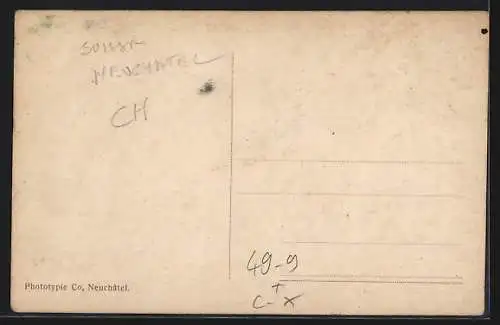 SUISSE
NEUCHATEL
CH
49-9
+
C-X
Phototypie Co, Neuchâtel.